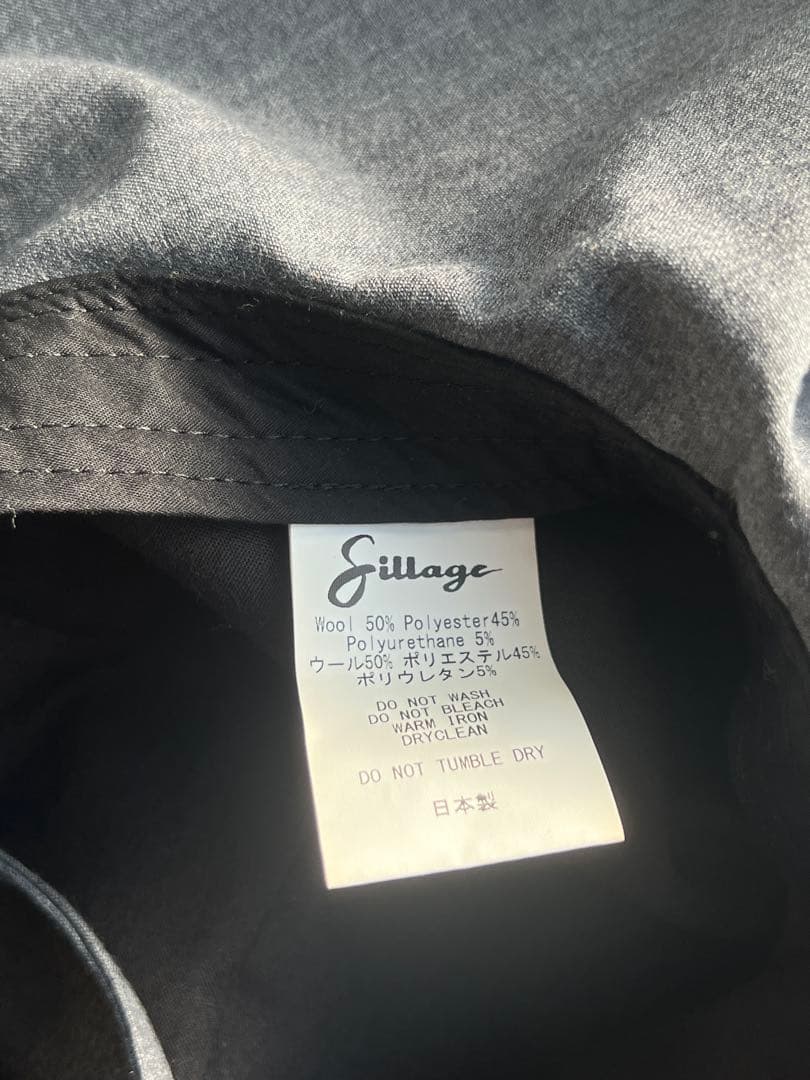 Sillage
Wool 50% Polyester45%
Polyurethane 5%
ウール50% ポリエステル45%
ポリウレタン5%
DO NOT WASH
DO NOT BLEACH
WARM IRON
DRYCLEAN
DO NOT TUMBLE DRY
日本製